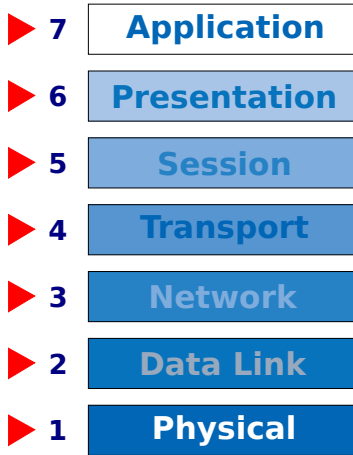 7 Application
6 Presentation
5 Session
4 Transport
3 Network
2 Data Link
1 Physical